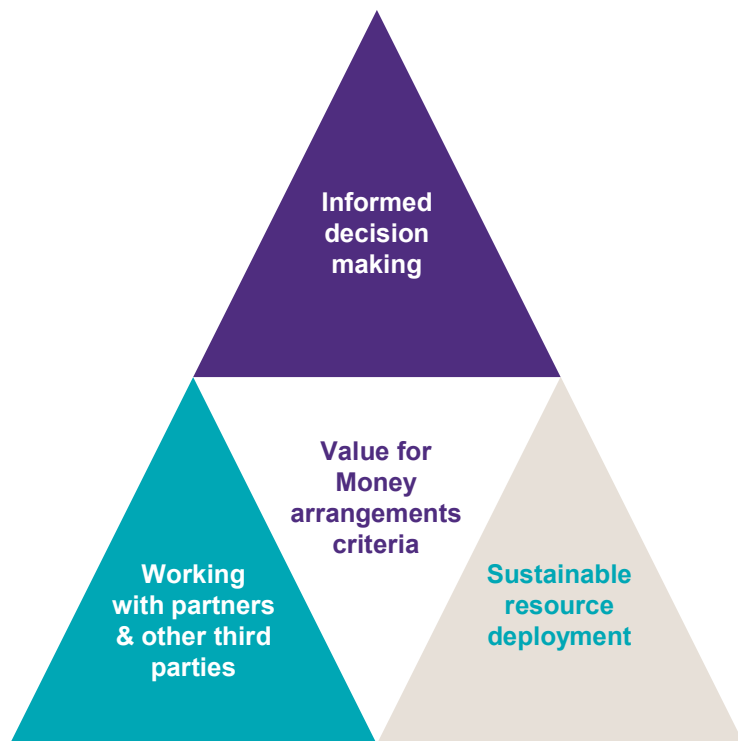 Informed
decision
making
Value for
Money
arrangements
criteria
Working
with partners
& other third
parties
Sustainable
resource
deployment